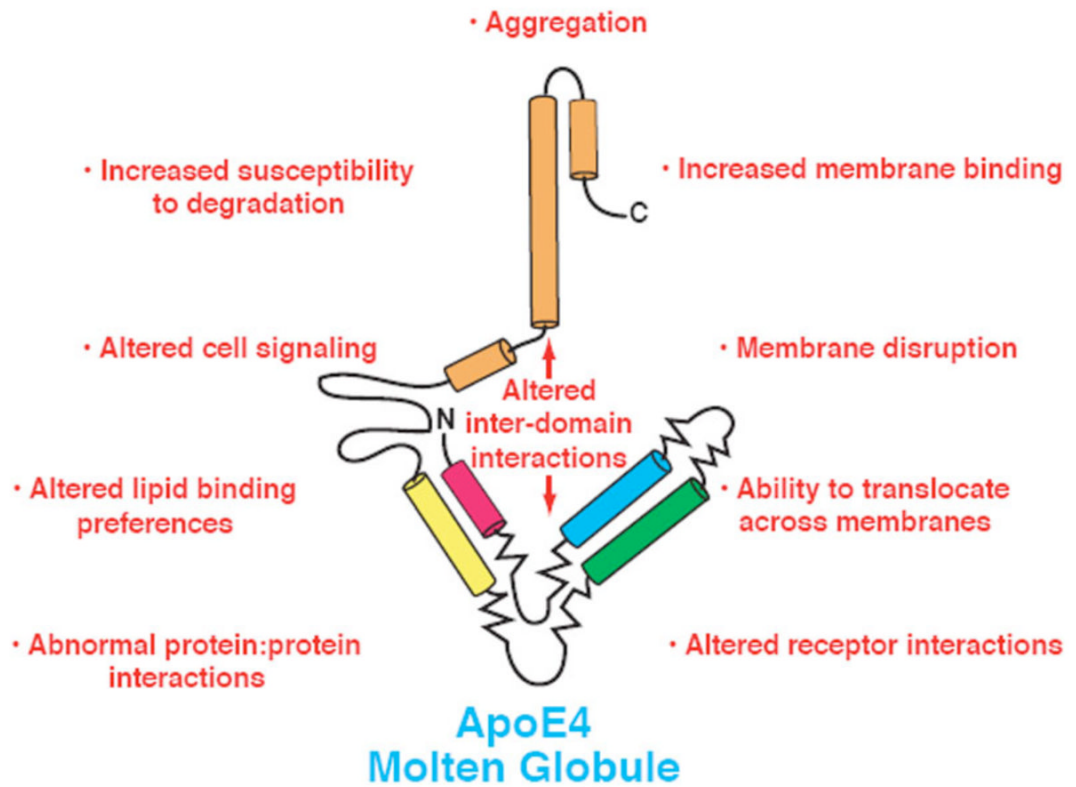 · Aggregation
· Increased susceptibility
to degradation
· Increased membrane binding
C
· Altered cell signaling
· Membrane disruption
Altered
inter-domain
interactions
N
· Altered lipid binding
preferences
· Ability to translocate
across membranes
· Abnormal protein:protein
interactions
· Altered receptor interactions
ApoE4
Molten Globule